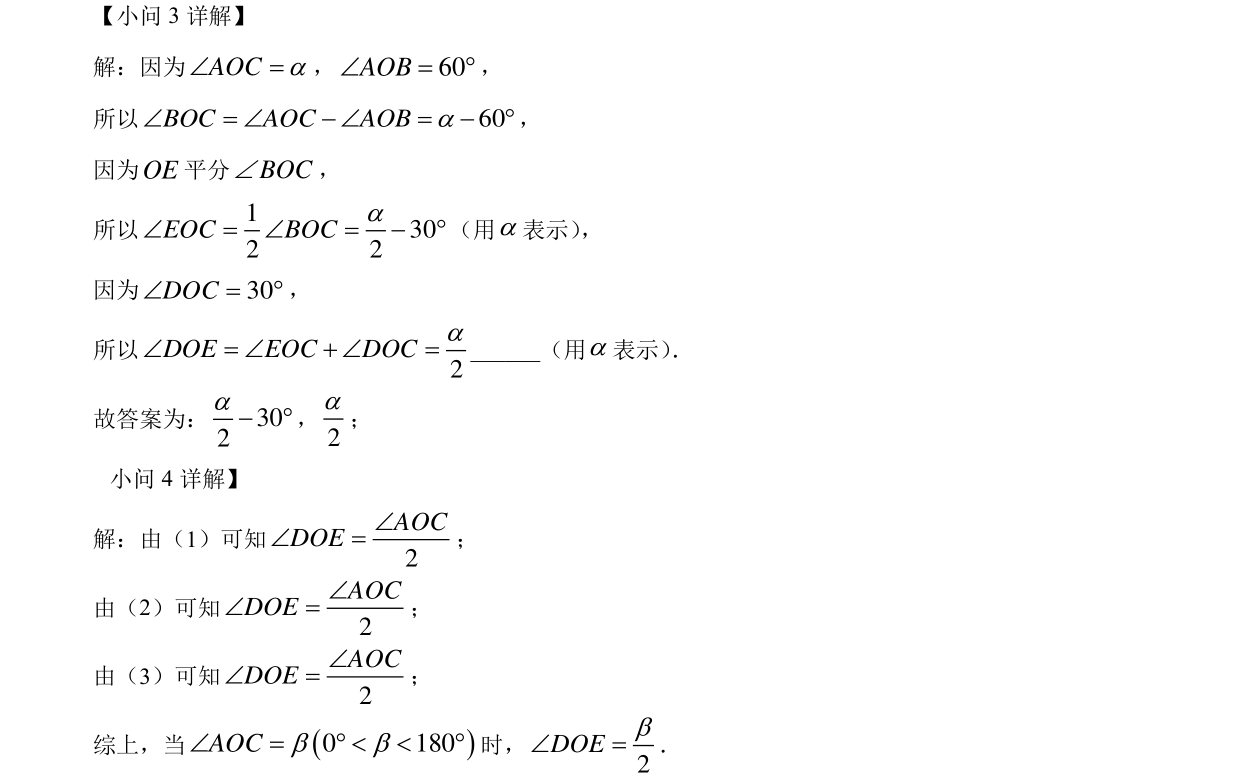 【小问 3 详解】
解：因为∠AOC = α，∠AOB = 60°，
所以∠BOC = ∠AOC − ∠AOB = α − 60°，
因为OE 平分∠BOC，
所以∠EOC = 1/2 ∠BOC = α/2 − 30°（用α 表示），
因为∠DOC = 30°，
所以∠DOE = ∠EOC + ∠DOC = α/2 ______（用α 表示）．
故答案为：α/2 − 30°，α/2；
小问 4 详解】
解：由（1）可知∠DOE = ∠AOC/2；
由（2）可知∠DOE = ∠AOC/2；
由（3）可知∠DOE = ∠AOC/2；
综上，当∠AOC = β(0° < β < 180°)时，∠DOE = β/2．